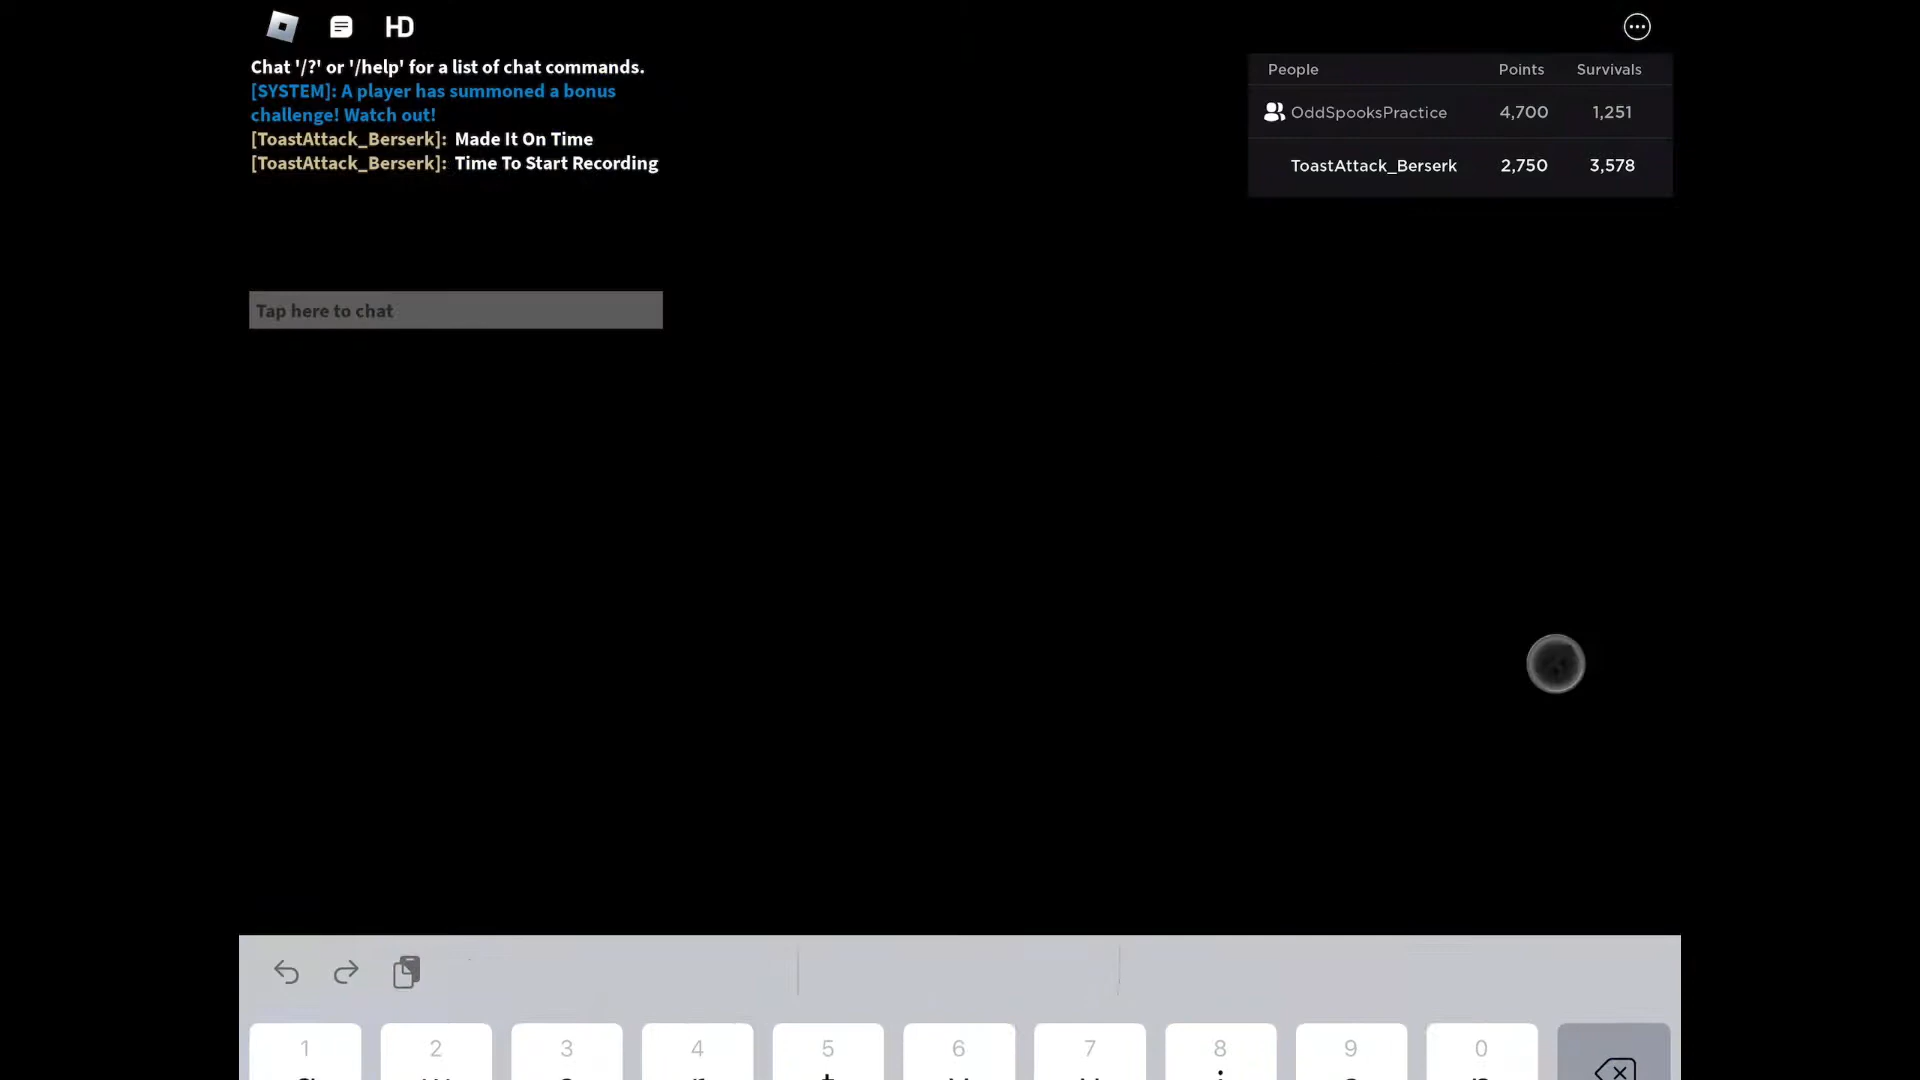 HD
Chat '/?' or '/help' for a list of chat commands.
[SYSTEM]: A player has summoned a bonus
challenge! Watch out!
[ToastAttack_Berserk]: Made It On Time
[ToastAttack_Berserk]: Time To Start Recording
Tap here to chat
People Points Survivals
OddSpooksPractice 4,700 1,251
ToastAttack_Berserk 2,750 3,578
1 2 3 4 5 6 7 8 9 0